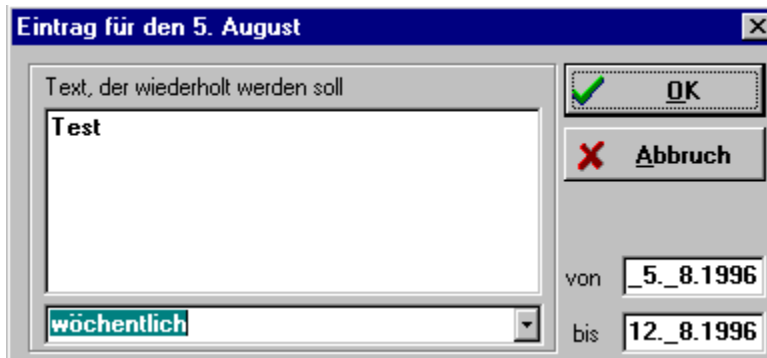 Eintrag für den 5. August
Text, der wiederholt werden soll
Test
wöchentlich
OK
Abbruch
von _5._8.1996
bis 12._8.1996